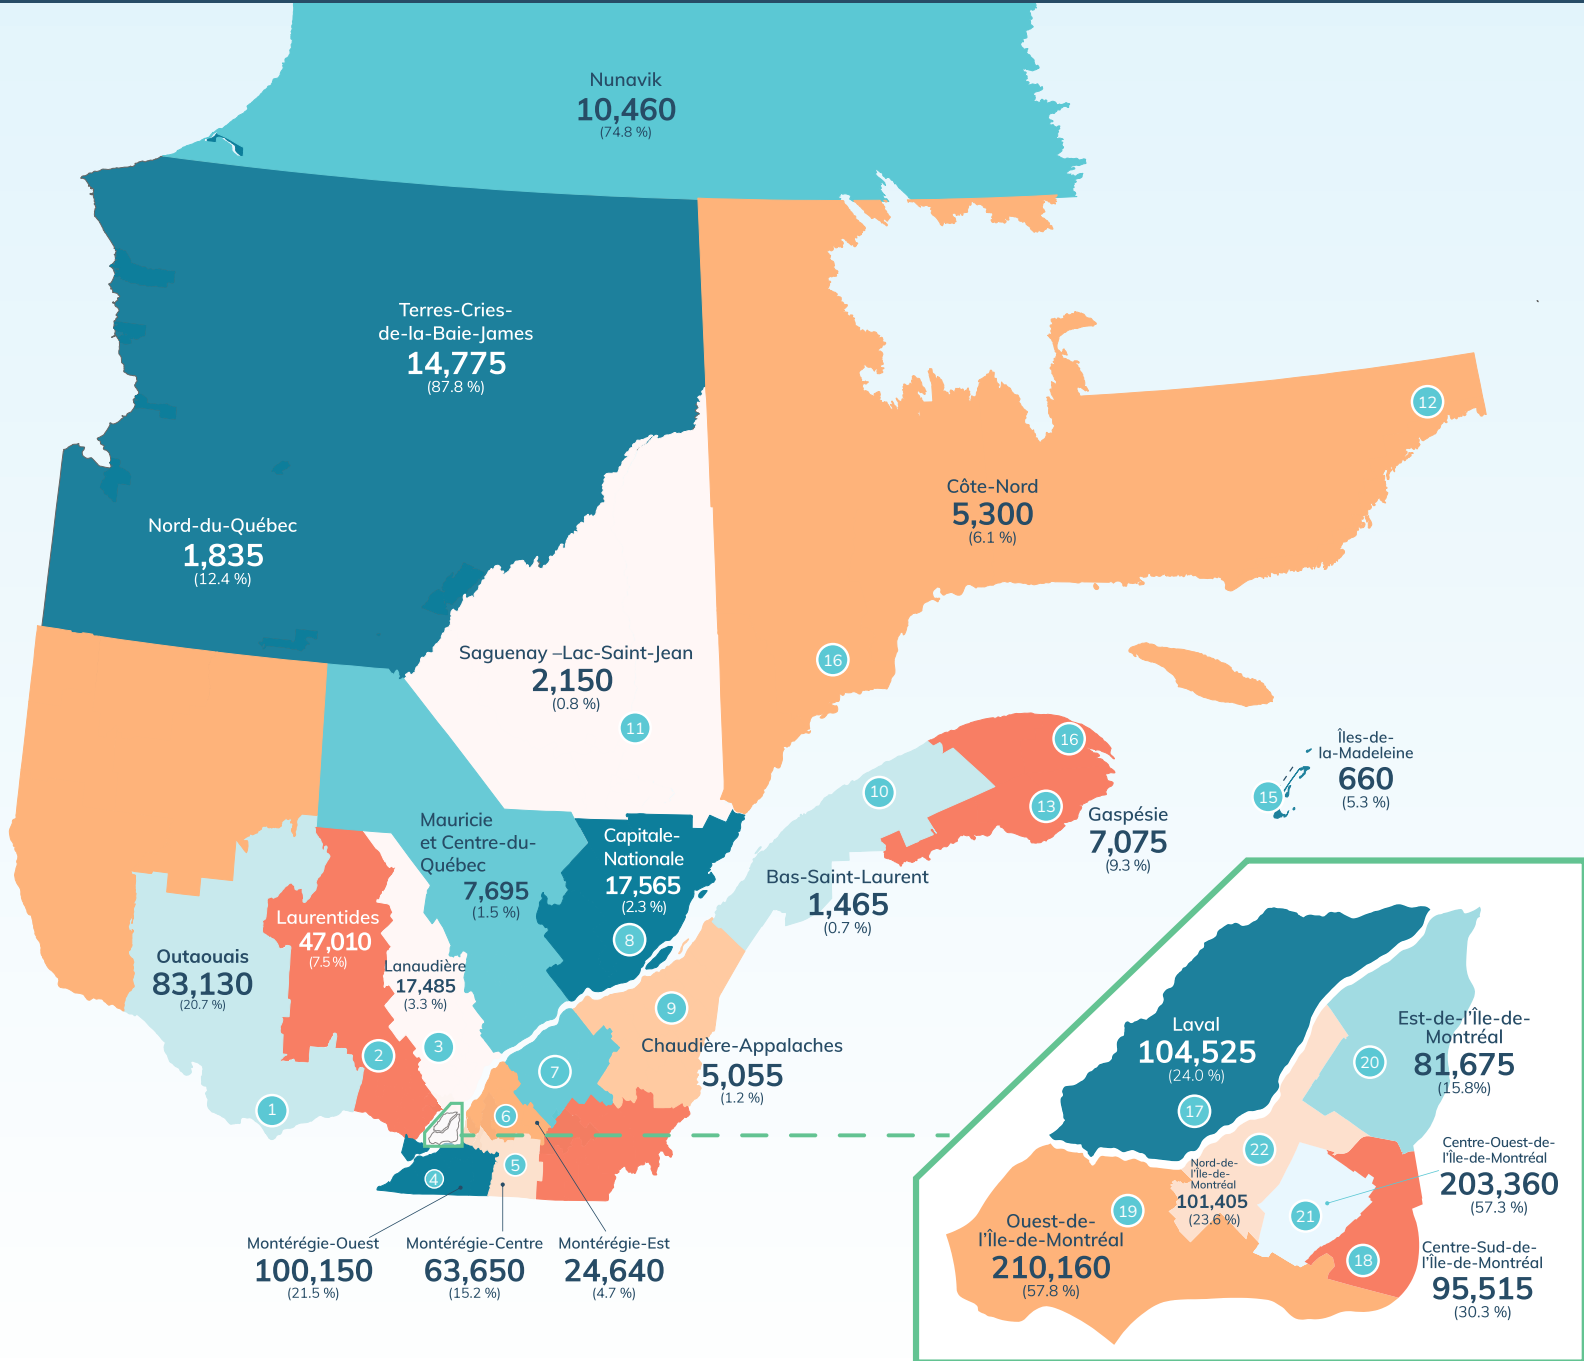 Nunavik
10,460
(74.8 %)
Terres-Cries-
de-la-Baie-James
14,775
(87.8 %)
12
Côte-Nord
5,300
(6.1 %)
Nord-du-Québec
1,835
(12.4 %)
Saguenay –Lac-Saint-Jean
2,150
(0.8 %)
11
16
16
Îles-de-
la-Madeleine
660
(5.3 %)
15
10
13
Gaspésie
7,075
(9.3 %)
Mauricie
et Centre-du-
Québec
7,695
(1.5 %)
Capitale-
Nationale
17,565
(2.3 %)
8
Bas-Saint-Laurent
1,465
(0.7 %)
Laurentides
47,010
(7.5 %)
Outaouais
83,130
(20.7 %)
Lanaudière
17,485
(3.3 %)
9
Chaudière-Appalaches
5,055
(1.2 %)
1
2
3
7
6
5
4
Montérégie-Ouest
100,150
(21.5 %)
Montérégie-Centre
63,650
(15.2 %)
Montérégie-Est
24,640
(4.7 %)
Laval
104,525
(24.0 %)
17
Est-de-l'Île-de-
Montréal
81,675
(15.8%)
20
22
Nord-de-
l'Île-de-
Montréal
101,405
(23.6 %)
Centre-Ouest-de-
l'Île-de-Montréal
203,360
(57.3 %)
21
19
Ouest-de-
l'Île-de-Montréal
210,160
(57.8 %)
18
Centre-Sud-de-
l'Île-de-Montréal
95,515
(30.3 %)